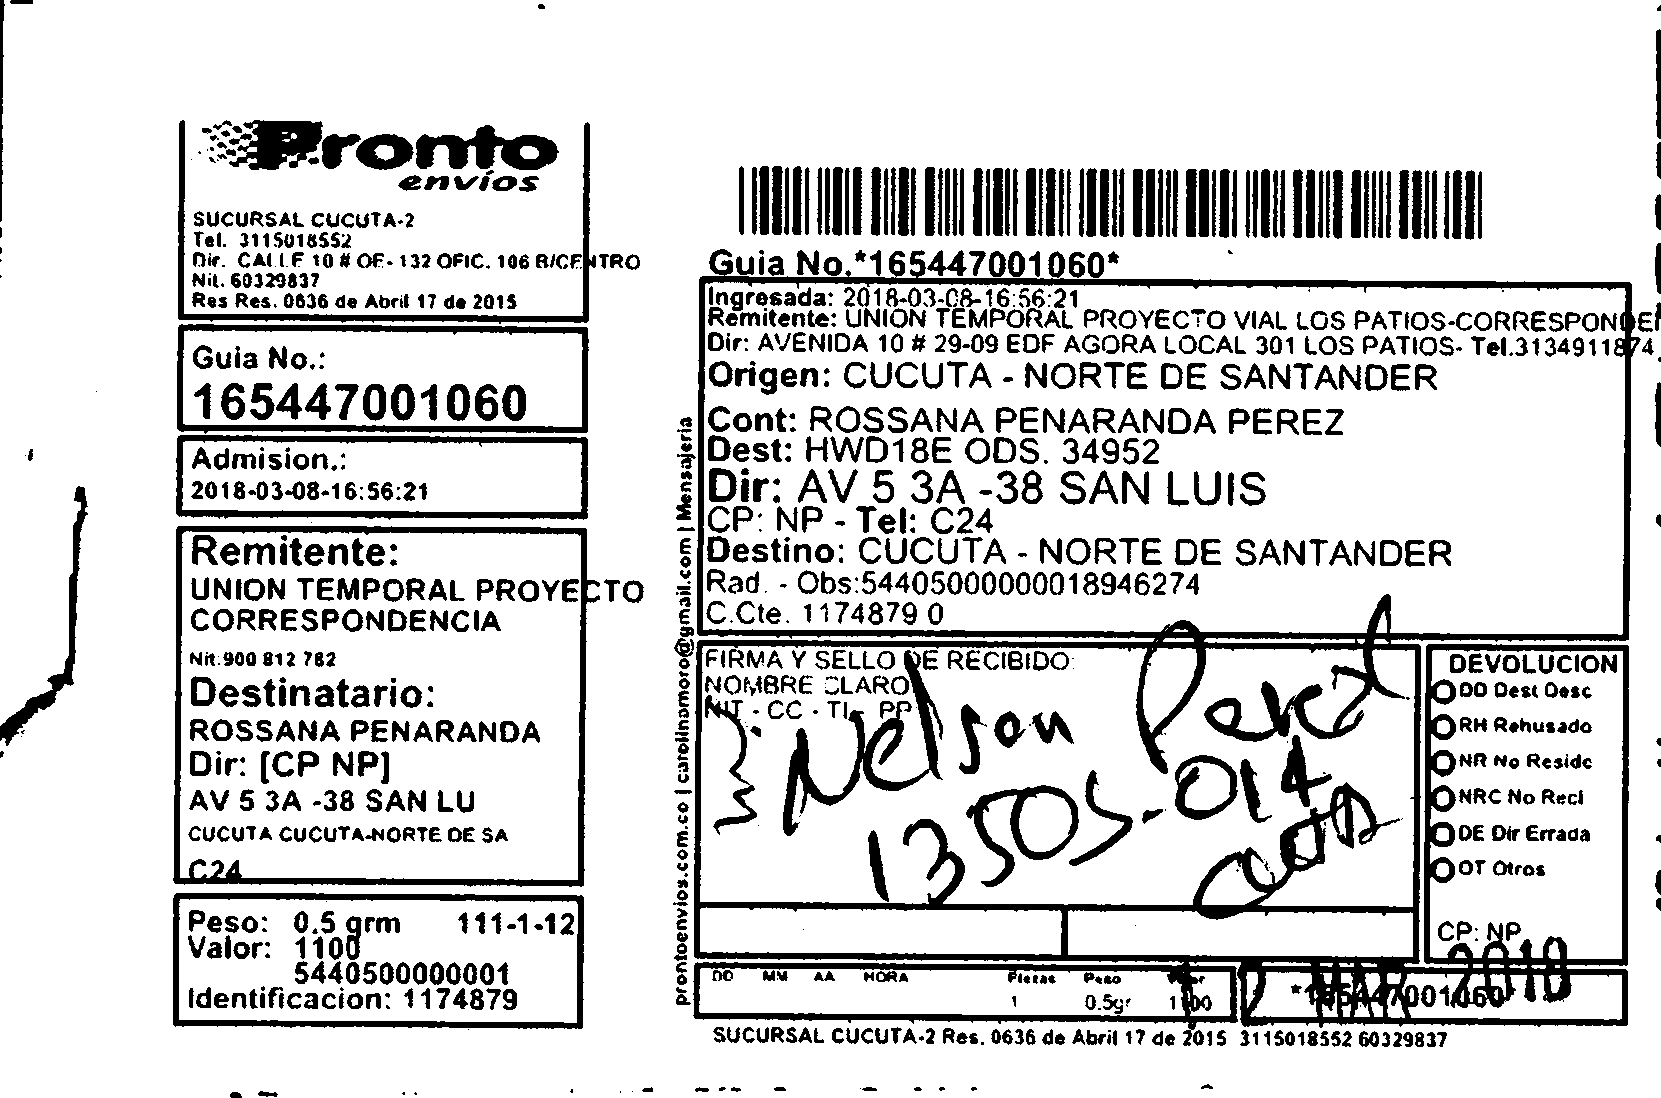 Pronto
envíos
SUCURSAL CUCUTA-2
Tel. 3115018552
Dir. CALLE 10 # OE- 132 OFIC. 106 B/CENTRO
Nit. 60329837
Res Res. 0636 de Abril 17 de 2015
Guia No.:
165447001060
Admision.:
2018-03-08-16:56:21
Remitente:
UNION TEMPORAL PROYECTO
CORRESPONDENCIA
Nit:900 812 782
Destinatario:
ROSSANA PENARANDA
Dir: [CP NP]
AV 5 3A -38 SAN LU
CUCUTA CUCUTA-NORTE DE SA
C24
Peso: 0.5 grm 111-1-12
Valor: 1100
5440500000001
Identificacion: 1174879
prontoenvios.com.co | carolinamoro@gmail.com | Mensajeria
Guia No.*165447001060*
Ingresada: 2018-03-08-16:56:21
Remitente: UNION TEMPORAL PROYECTO VIAL LOS PATIOS-CORRESPONDEN
Dir: AVENIDA 10 # 29-09 EDF AGORA LOCAL 301 LOS PATIOS- Tel.3134911874
Origen: CUCUTA - NORTE DE SANTANDER
Cont: ROSSANA PENARANDA PEREZ
Dest: HWD18E ODS. 34952
Dir: AV 5 3A -38 SAN LUIS
CP: NP - Tel: C24
Destino: CUCUTA - NORTE DE SANTANDER
Rad. - Obs:54405000000018946274
C.Cte. 1174879 0
FIRMA Y SELLO DE RECIBIDO:
NOMBRE CLARO
NIT - CC - TI - PP
Nelson Perez
13505-014
DEVOLUCION
DD Dest Desc
RH Rehusado
NR No Reside
NRC No Recl
DE Dir Errada
OT Otros
CP: NP
DD MM AA HORA Piezas Peso Valor
1 0.5gr 1100
12 MAR 2018
*165447001060*
SUCURSAL CUCUTA-2 Res. 0636 de Abril 17 de 2015 3115018552 60329837